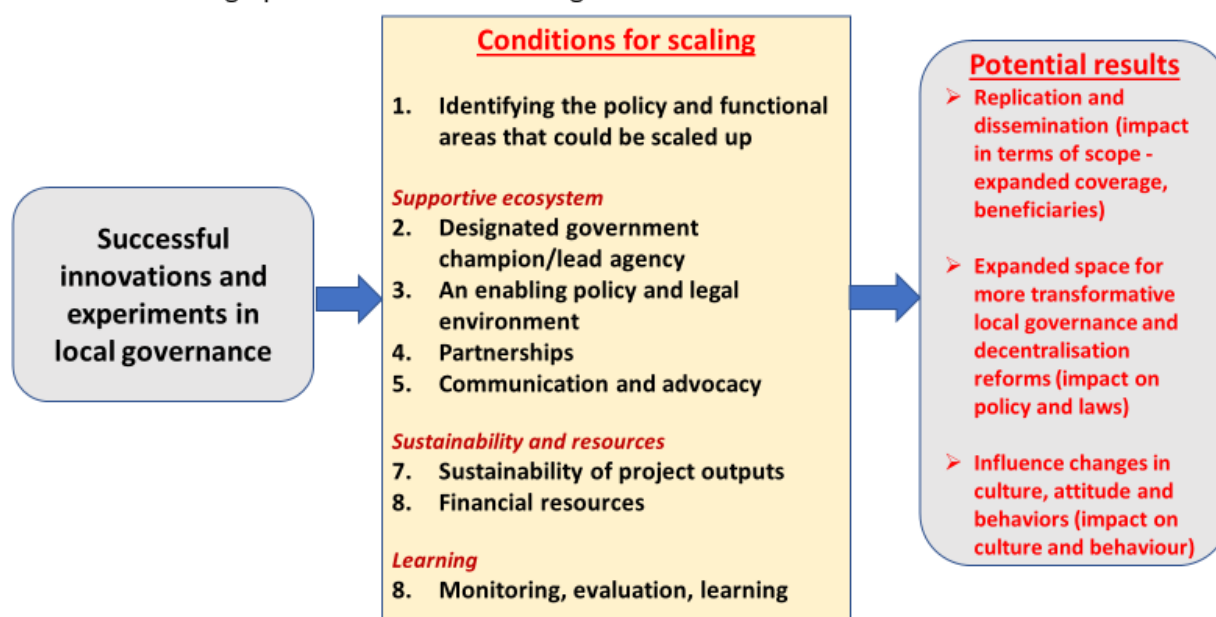 Successful
innovations and
experiments in
local governance
Conditions for scaling
1. Identifying the policy and functional
areas that could be scaled up
Supportive ecosystem
2. Designated government
champion/lead agency
3. An enabling policy and legal
environment
4. Partnerships
5. Communication and advocacy
Sustainability and resources
7. Sustainability of project outputs
8. Financial resources
Learning
8. Monitoring, evaluation, learning
Potential results
➢ Replication and
dissemination (impact
in terms of scope -
expanded coverage,
beneficiaries)
➢ Expanded space for
more transformative
local governance and
decentralisation
reforms (impact on
policy and laws)
➢ Influence changes in
culture, attitude and
behaviors (impact on
culture and behaviour)